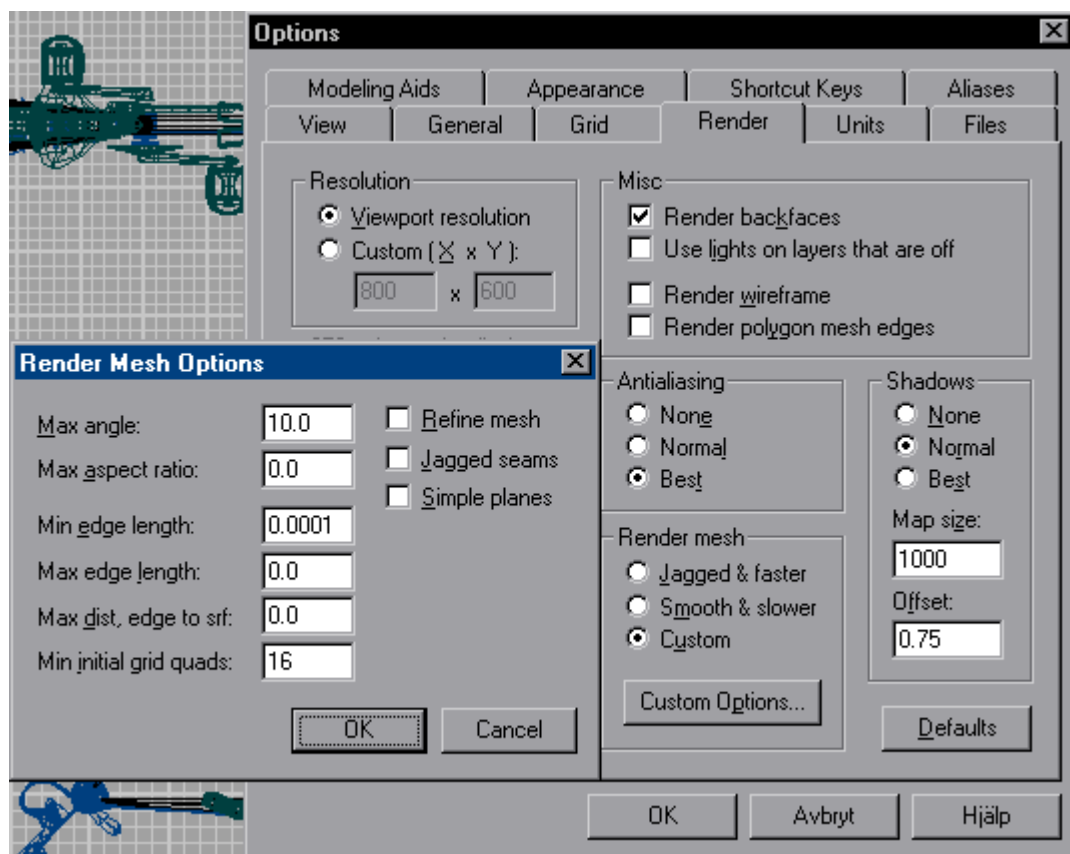 Options
Modeling Aids Appearance Shortcut Keys Aliases
View General Grid Render Units Files
Resolution
Viewport resolution
Custom ( X x Y ):
800 x 600
Misc
Render backfaces
Use lights on layers that are off
Render wireframe
Render polygon mesh edges
Render Mesh Options
Max angle: 10.0
Max aspect ratio: 0.0
Min edge length: 0.0001
Max edge length: 0.0
Max dist, edge to srf: 0.0
Min initial grid quads: 16
Refine mesh
Jagged seams
Simple planes
OK Cancel
Antialiasing
None
Normal
Best
Shadows
None
Normal
Best
Map size:
1000
Offset:
0.75
Render mesh
Jagged & faster
Smooth & slower
Custom
Custom Options...
Defaults
OK Avbryt Hjälp